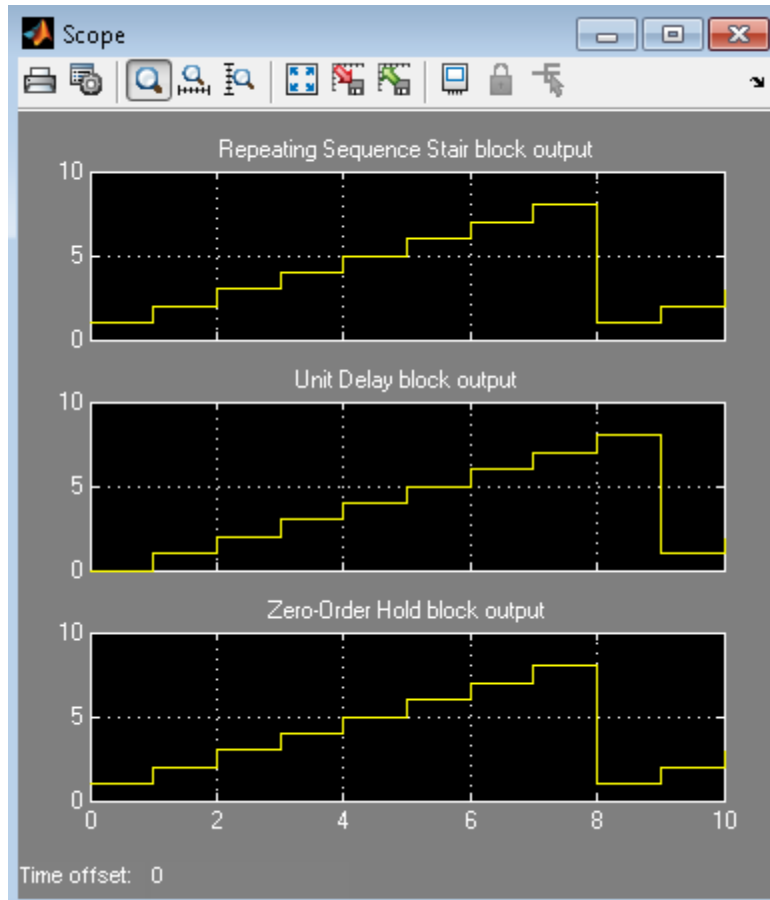 Scope
Repeating Sequence Stair block output
10
5
0
Unit Delay block output
10
5
0
Zero-Order Hold block output
10
5
0
0 2 4 6 8 10
Time offset: 0